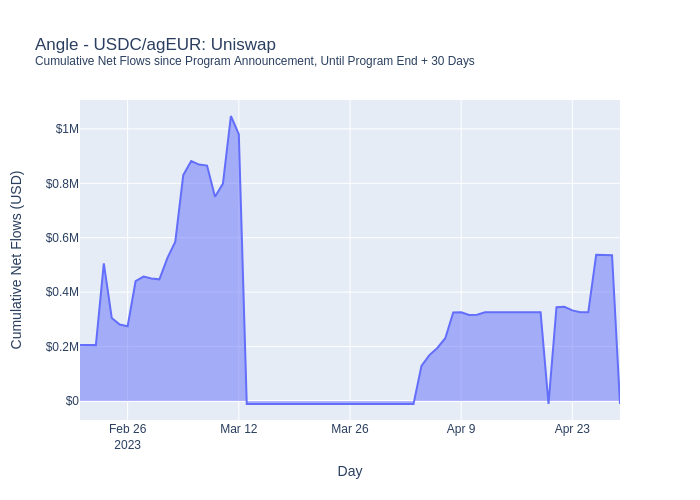 Angle - USDC/agEUR: Uniswap
Cumulative Net Flows since Program Announcement, Until Program End + 30 Days
Cumulative Net Flows (USD)
$1M
$0.8M
$0.6M
$0.4M
$0.2M
$0
Feb 26
2023
Mar 12
Mar 26
Apr 9
Apr 23
Day